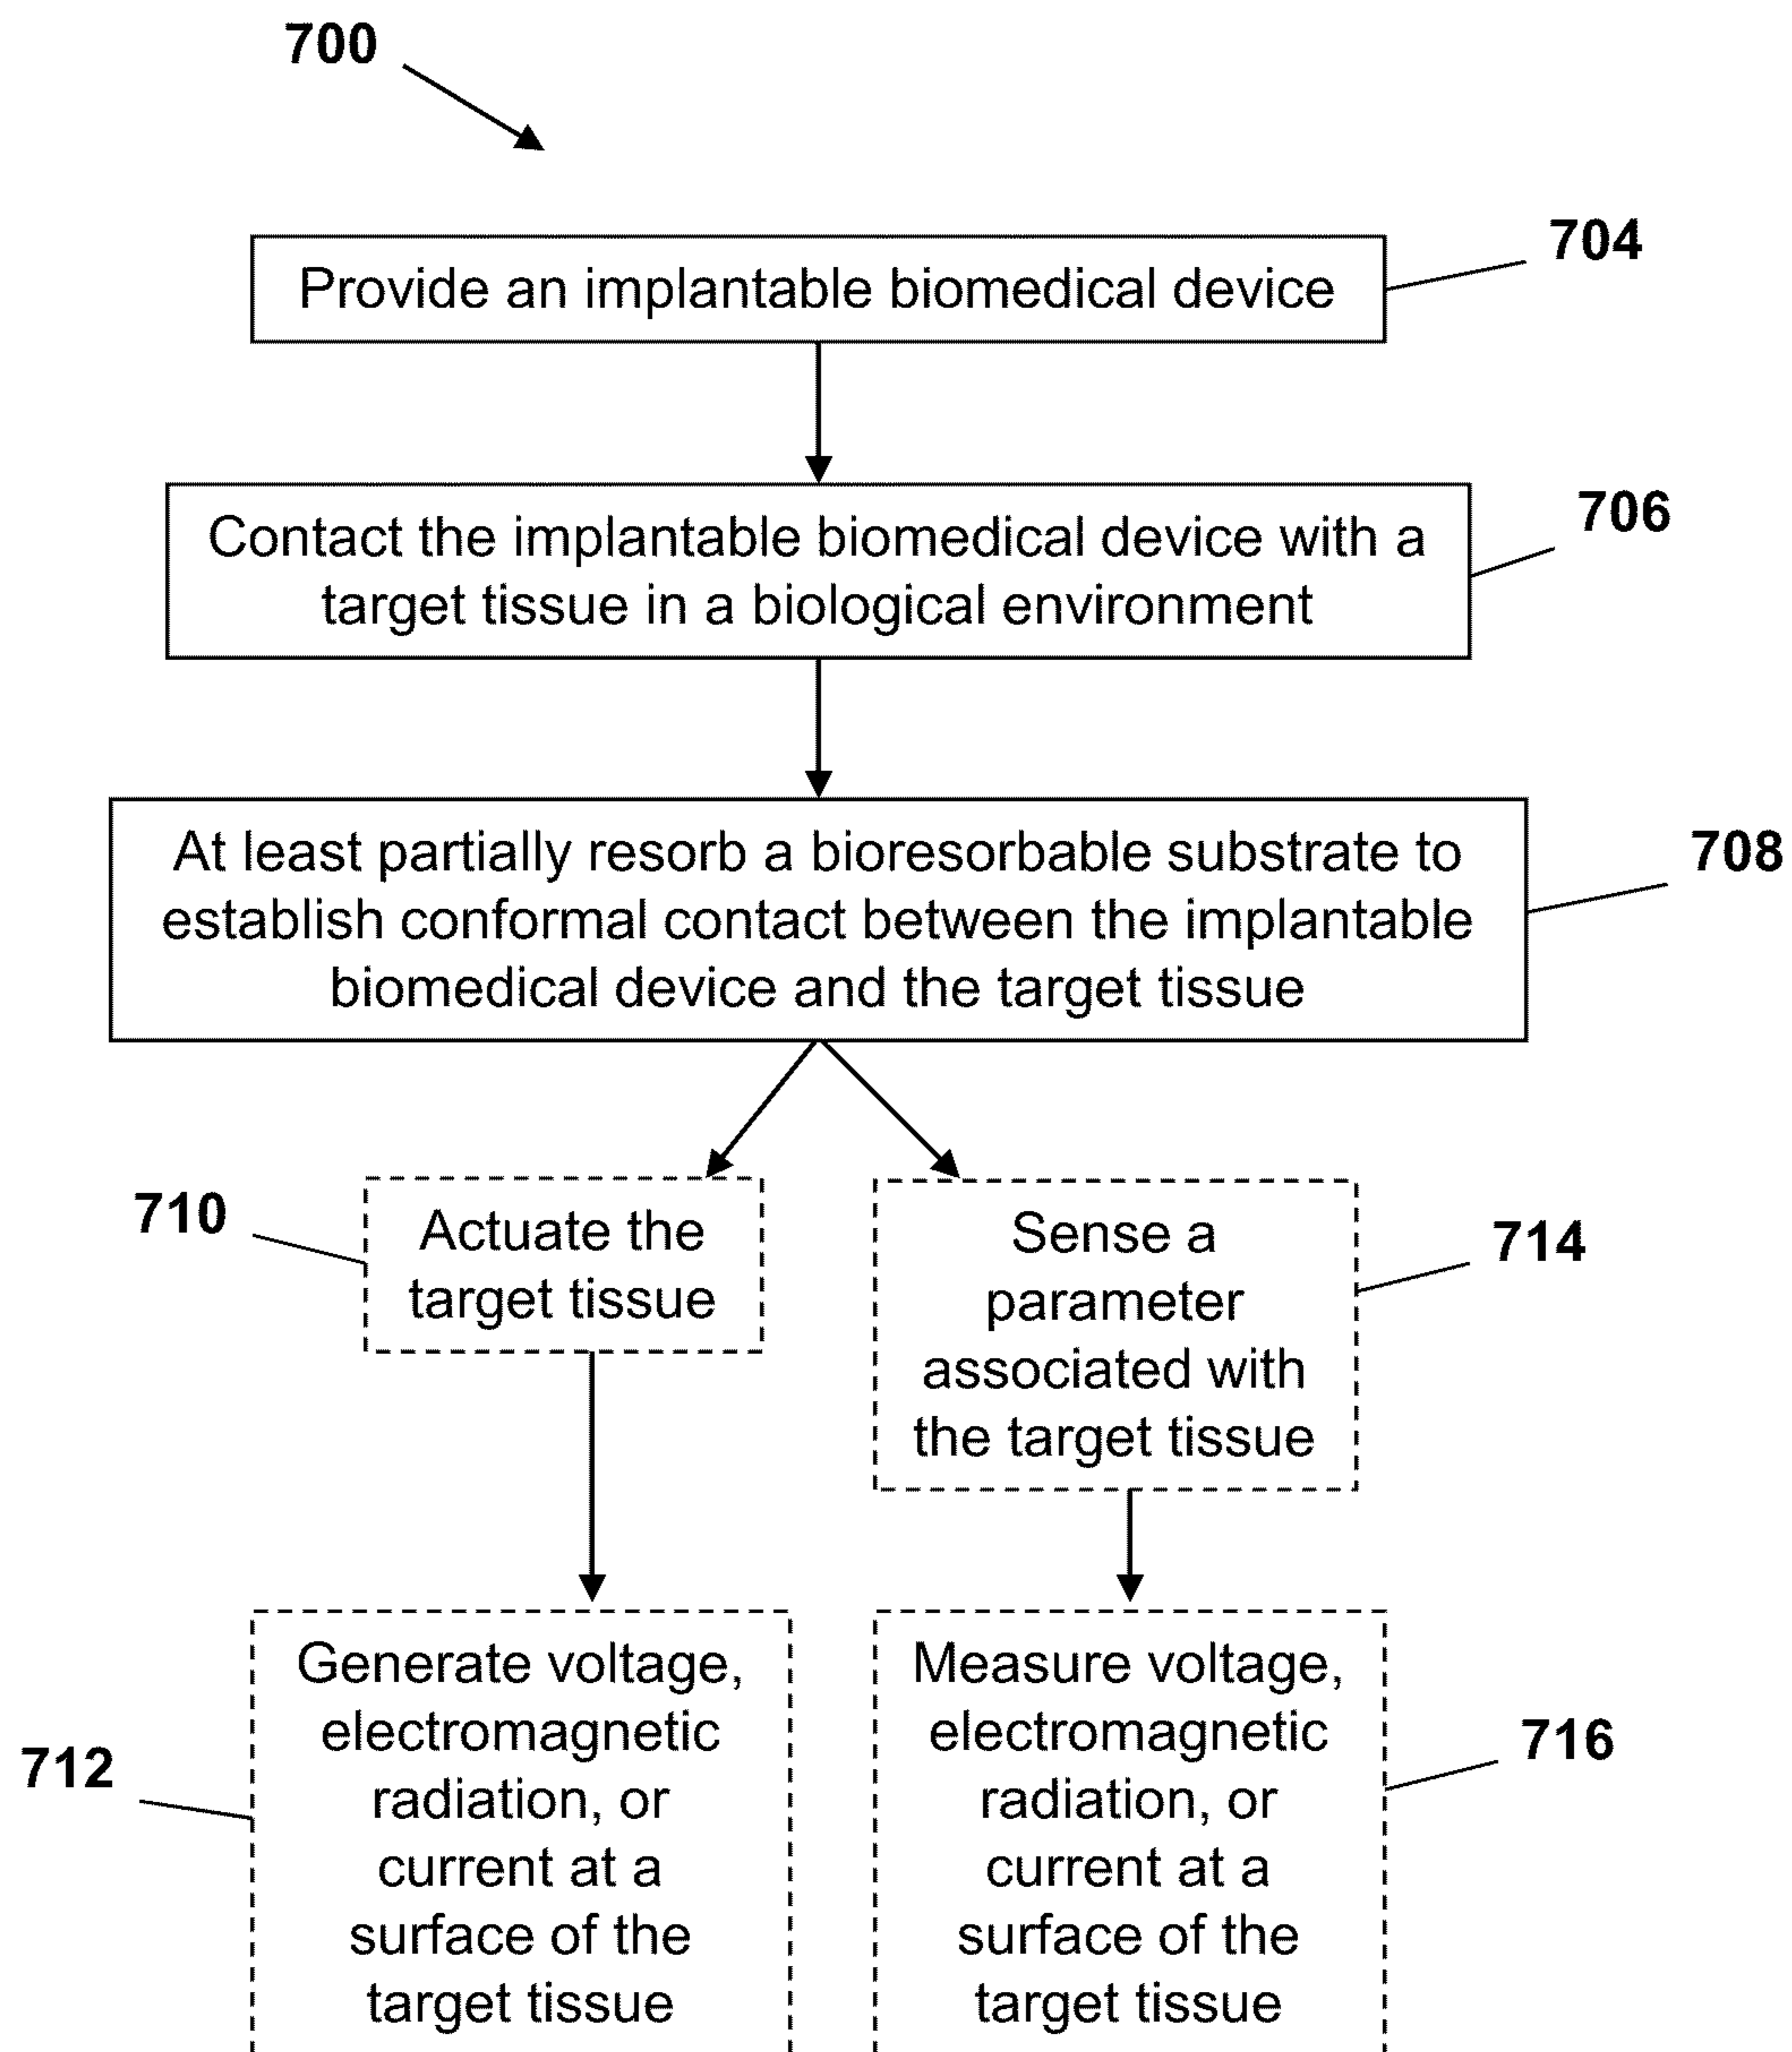 700
704
Provide an implantable biomedical device
706
Contact the implantable biomedical device with a
target tissue in a biological environment
708
At least partially resorb a bioresorbable substrate to
establish conformal contact between the implantable
biomedical device and the target tissue
710
Actuate the
target tissue
714
Sense a
parameter
associated with
the target tissue
712
Generate voltage,
electromagnetic
radiation, or
current at a
surface of the
target tissue
716
Measure voltage,
electromagnetic
radiation, or
current at a
surface of the
target tissue